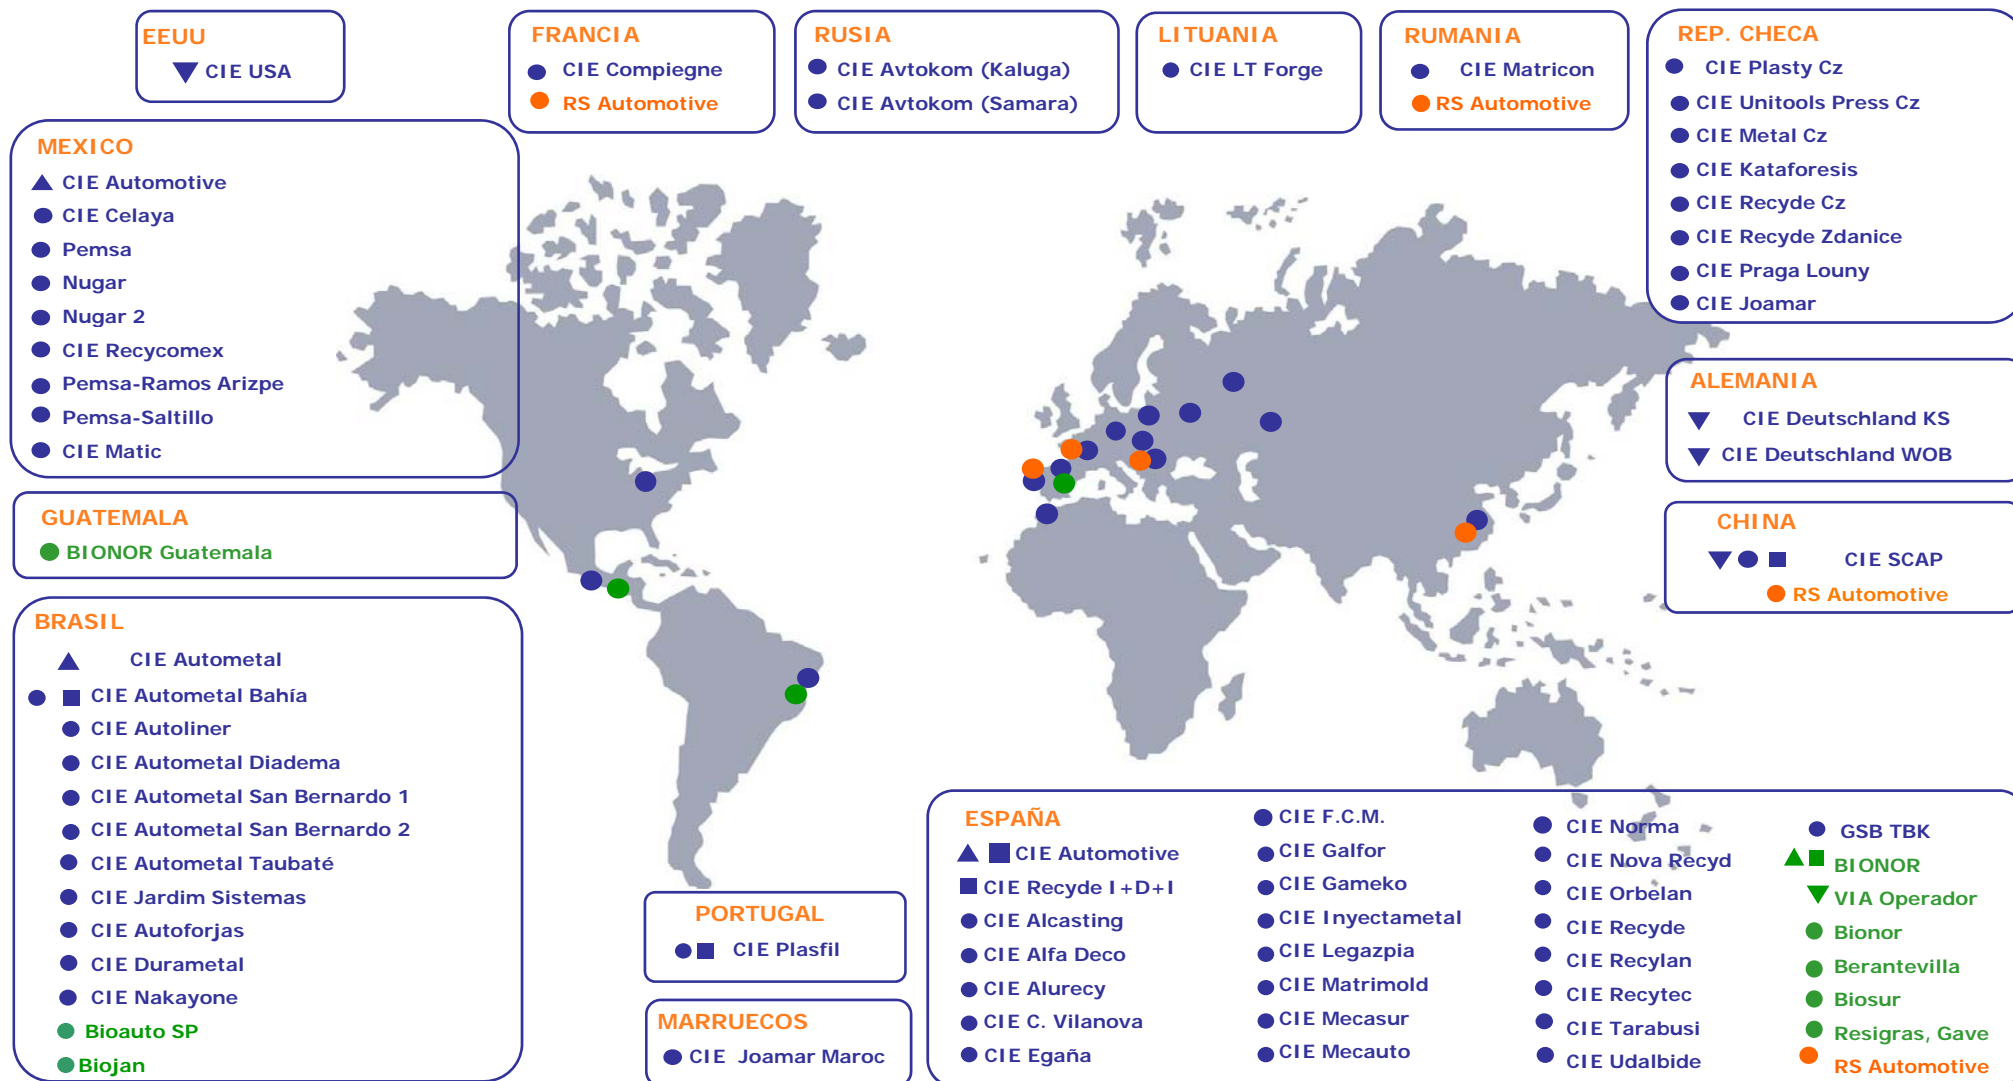 EEUU
CIE USA
FRANCIA
CIE Compiegne
RS Automotive
RUSIA
CIE Avtokom (Kaluga)
CIE Avtokom (Samara)
LITUANIA
CIE LT Forge
RUMANIA
CIE Matricon
RS Automotive
REP. CHECA
CIE Plasty Cz
CIE Unitools Press Cz
CIE Metal Cz
CIE Kataforesis
CIE Recyde Cz
CIE Recyde Zdanice
CIE Praga Louny
CIE Joamar
MEXICO
CIE Automotive
CIE Celaya
Pemsa
Nugar
Nugar 2
CIE Recycomex
Pemsa-Ramos Arizpe
Pemsa-Saltillo
CIE Matic
ALEMANIA
CIE Deutschland KS
CIE Deutschland WOB
GUATEMALA
BIONOR Guatemala
CHINA
CIE SCAP
RS Automotive
BRASIL
CIE Autometal
CIE Autometal Bahía
CIE Autoliner
CIE Autometal Diadema
CIE Autometal San Bernardo 1
CIE Autometal San Bernardo 2
CIE Autometal Taubaté
CIE Jardim Sistemas
CIE Autoforjas
CIE Durametal
CIE Nakayone
Bioauto SP
Biojan
PORTUGAL
CIE Plasfil
MARRUECOS
CIE Joamar Maroc
ESPAÑA
CIE Automotive
CIE Recyde I+D+I
CIE Alcasting
CIE Alfa Deco
CIE Alurecy
CIE C. Vilanova
CIE Egaña
CIE F.C.M.
CIE Galfor
CIE Gameko
CIE Inyectametal
CIE Legazpia
CIE Matrimold
CIE Mecasur
CIE Mecauto
CIE Norma
CIE Nova Recyd
CIE Orbelan
CIE Recyde
CIE Recylan
CIE Recytec
CIE Tarabusi
CIE Udalbide
GSB TBK
BIONOR
VIA Operador
Bionor
Berantevilla
Biosur
Resigras, Gave
RS Automotive